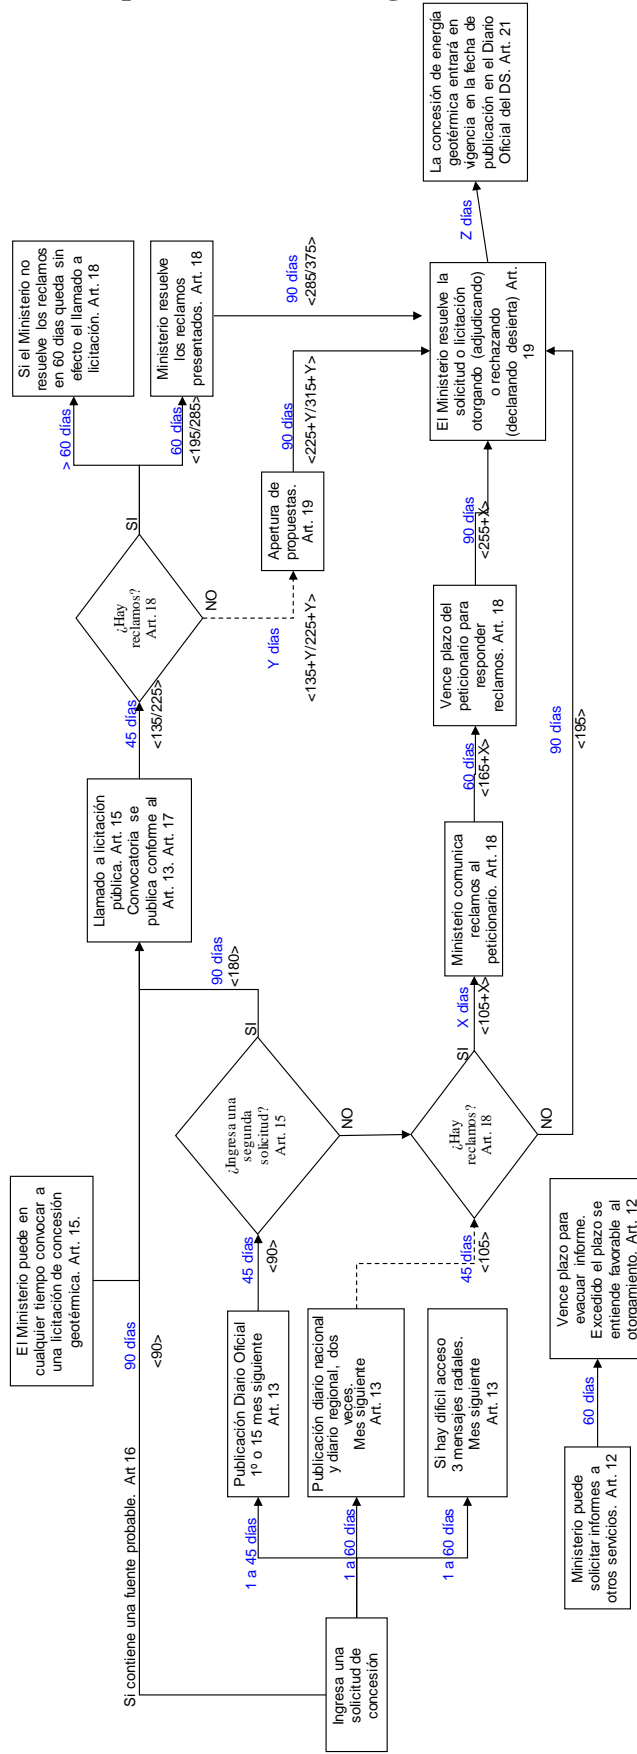 Ingresa una
solicitud de
concesión
Si contiene una fuente probable. Art 16
90 días
<90>
El Ministerio puede en
cualquier tiempo convocar a
una licitación de concesión
geotérmica. Art. 15.
1 a 45 días
1 a 60 días
1 a 60 días
Publicación Diario Oficial
1º o 15 mes siguiente
Art. 13
Publicación diario nacional
y diario regional, dos
veces.
Mes siguiente
Art. 13
Si hay dificil acceso
3 mensajes radiales.
Mes siguiente
Art. 13
Ministerio puede
solicitar informes a
otros servicios. Art. 12
60 días
Vence plazo para
evacuar informe.
Excedido el plazo se
entiende favorable al
otorgamiento. Art. 12
45 días
<90>
45 días
<105>
¿Ingresa una
segunda
solicitud?
Art. 15
SI
NO
90 días
<180>
¿Hay
reclamos?
Art. 18
SI
NO
X días
<105+X>
90 días
<195>
Llamado a licitación
pública. Art. 15
Convocatoria se
publica conforme al
Art. 13. Art. 17
45 días
<135/225>
Ministerio comunica
reclamos al
peticionario. Art. 18
60 días
<165+X>
¿Hay
reclamos?
Art. 18
SI
NO
Y días
<135+Y/225+Y>
Vence plazo del
peticionario para
responder
reclamos. Art. 18
90 días
<255+X>
> 60 días
60 días
<195/285>
Apertura de
propuestas.
Art. 19
90 días
<225+Y/315+Y>
Si el Ministerio no
resuelve los reclamos
en 60 días queda sin
efecto el llamado a
licitación. Art. 18
Ministerio resuelve
los reclamos
presentados. Art. 18
90 días
<285/375>
El Ministerio resuelve la
solicitud o licitación
otorgando (adjudicando)
o rechazando
(declarando desierta) Art.
19
Z días
La concesión de energía
geotérmica entrará en
vigencia en la fecha de
publicación en el Diario
Oficial del DS. Art. 21